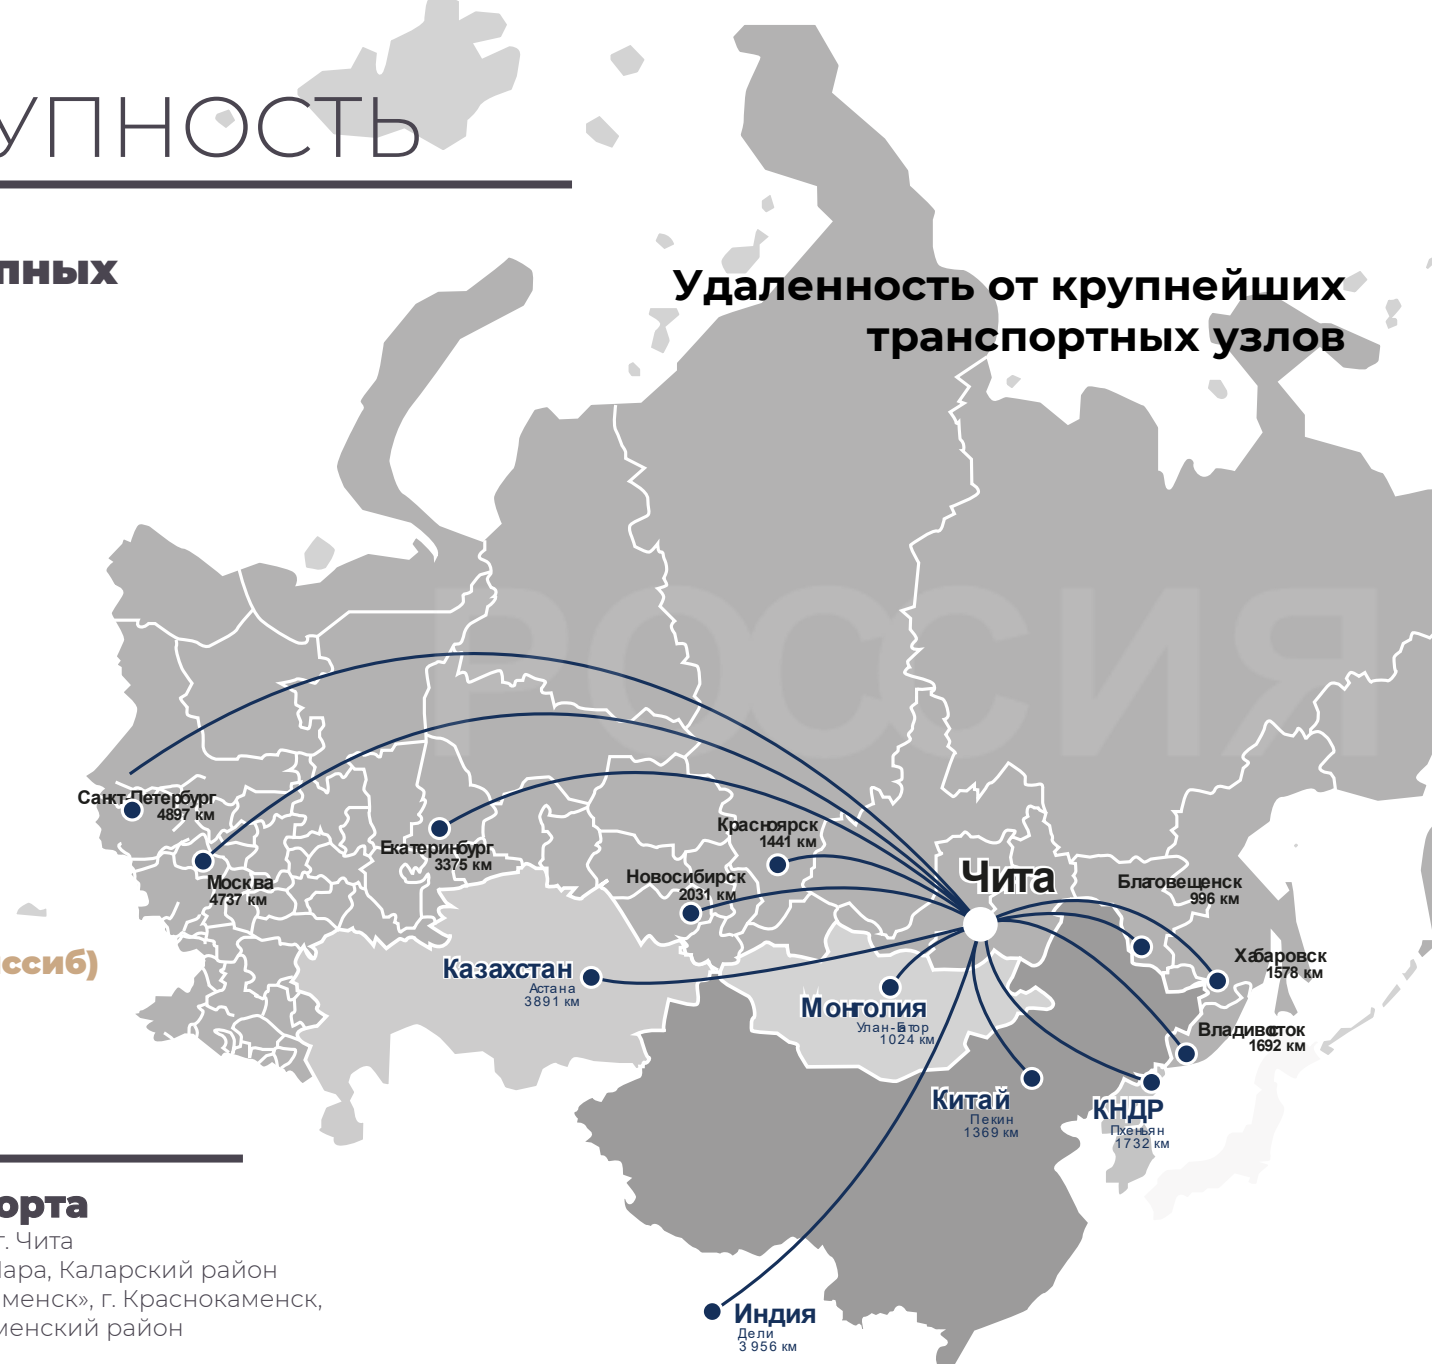 УПНОСТЬ
пных
Удаленность от крупнейших
транспортных узлов
РОССИЯ
Санкт-Петербург
4897 км
Москва
4737 км
Екатеринбург
3375 км
Новосибирск
2031 км
Красноярск
1441 км
Чита
Благовещенск
996 км
Хабаровск
1578 км
Владивосток
1692 км
Казахстан
Астана
3891 км
Монголия
Улан-Батор
1024 км
Китай
Пекин
1369 км
КНДР
Пхеньян
1732 км
Индия
Дели
3 956 км
ссиб)
орта
г. Чита
Чара, Каларский район
менск», г. Краснокаменск,
менский район